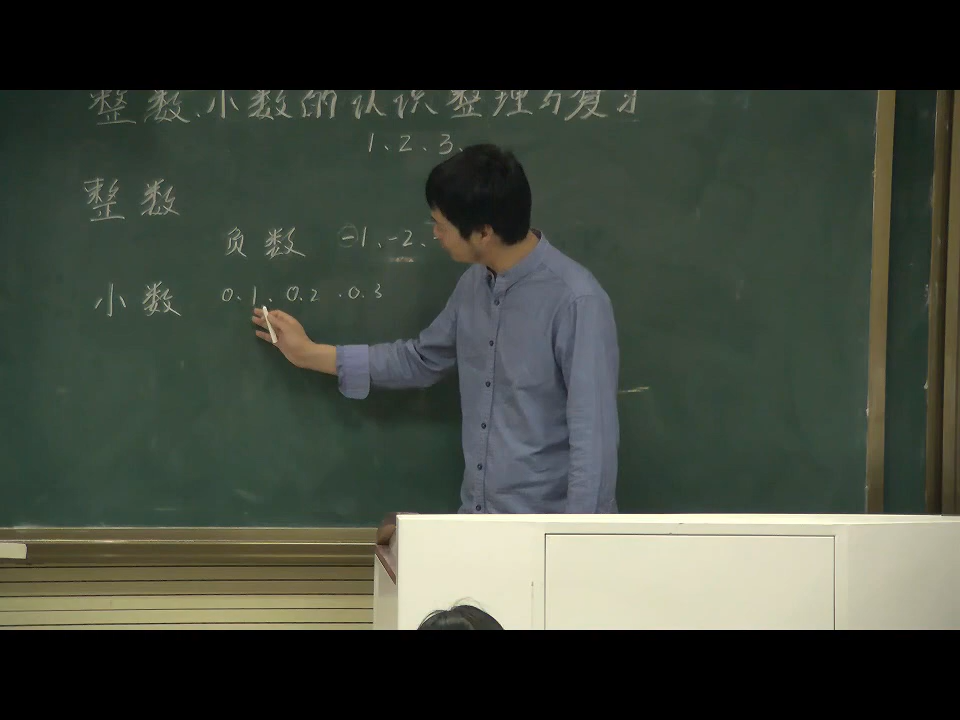 整数、小数的认识整理与复习
1、2、3、
整数
负数 -1、-2、
小数 0.1、0.2、0.3